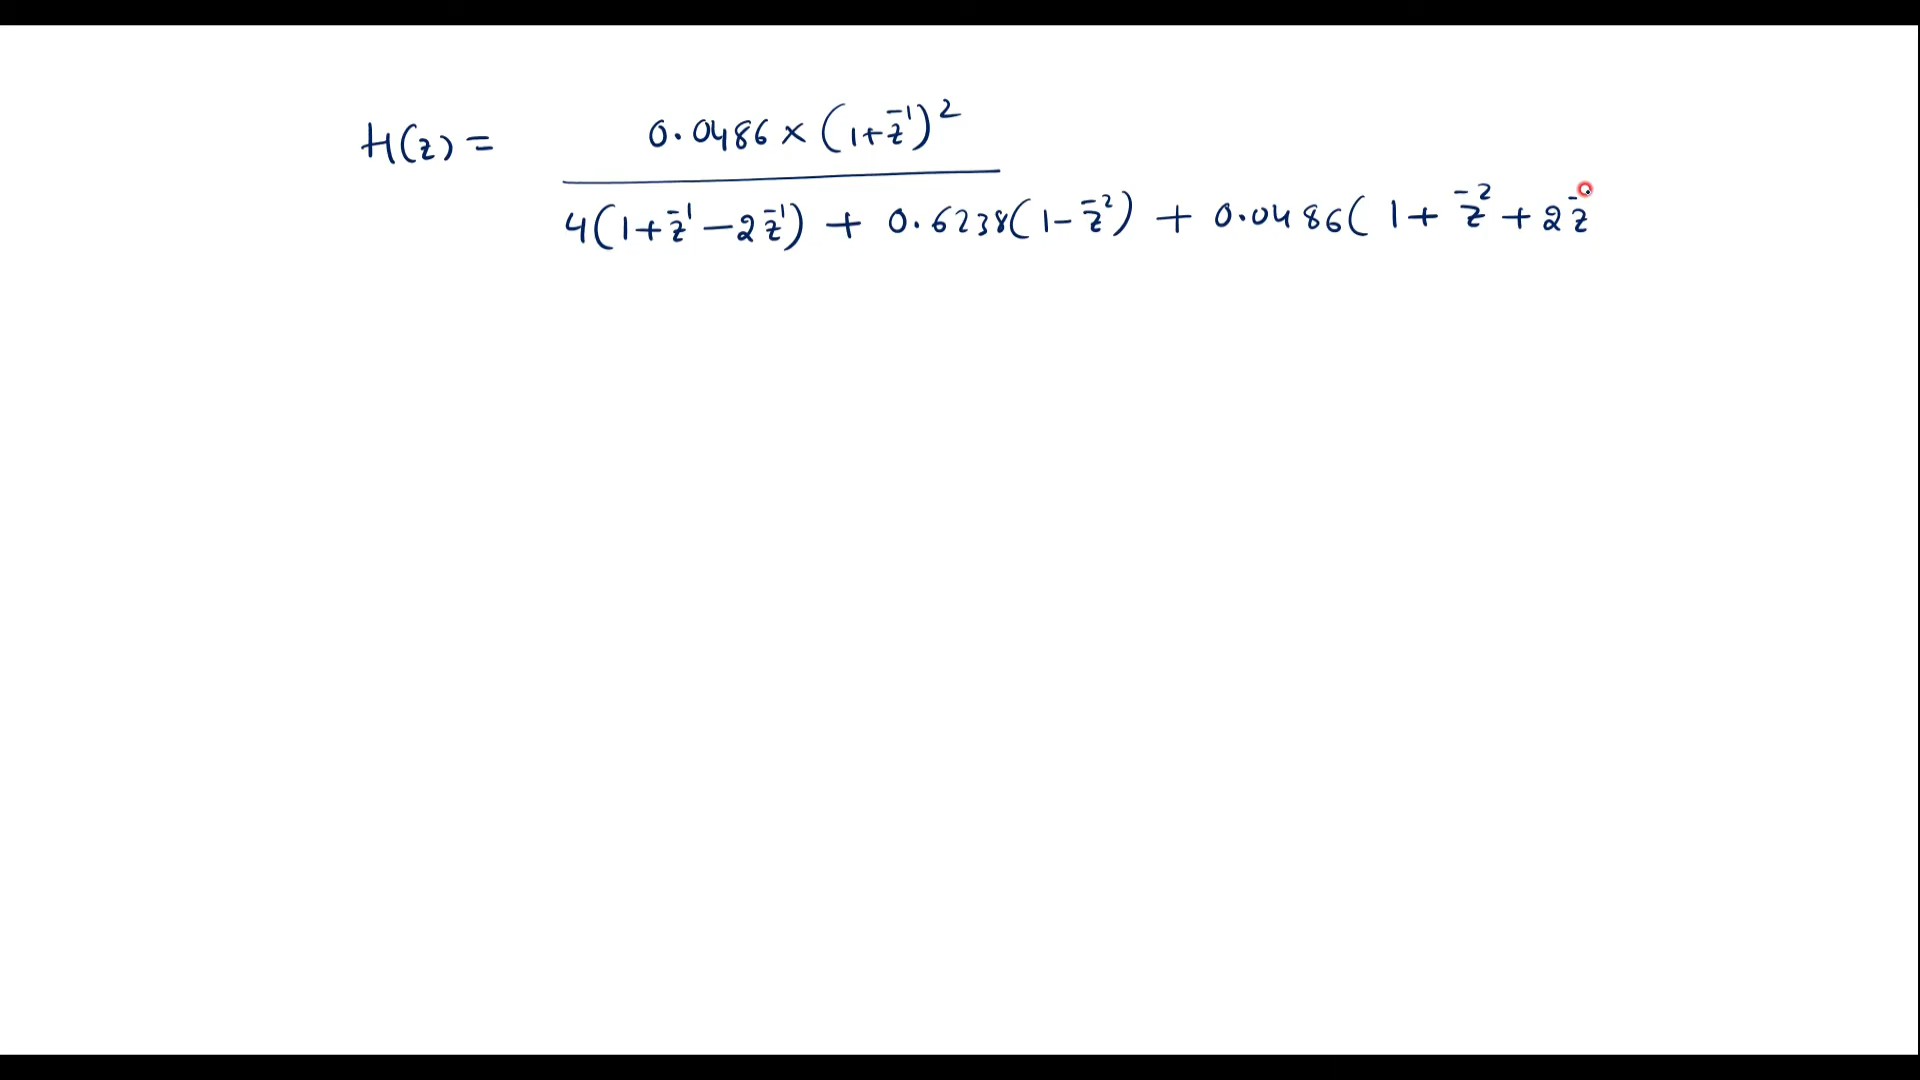 H(z) = 0.0486 × (1+z⁻¹)²
4(1+z⁻¹−2z⁻¹) + 0.6238(1−z⁻²) + 0.0486(1+z⁻²+2z⁻